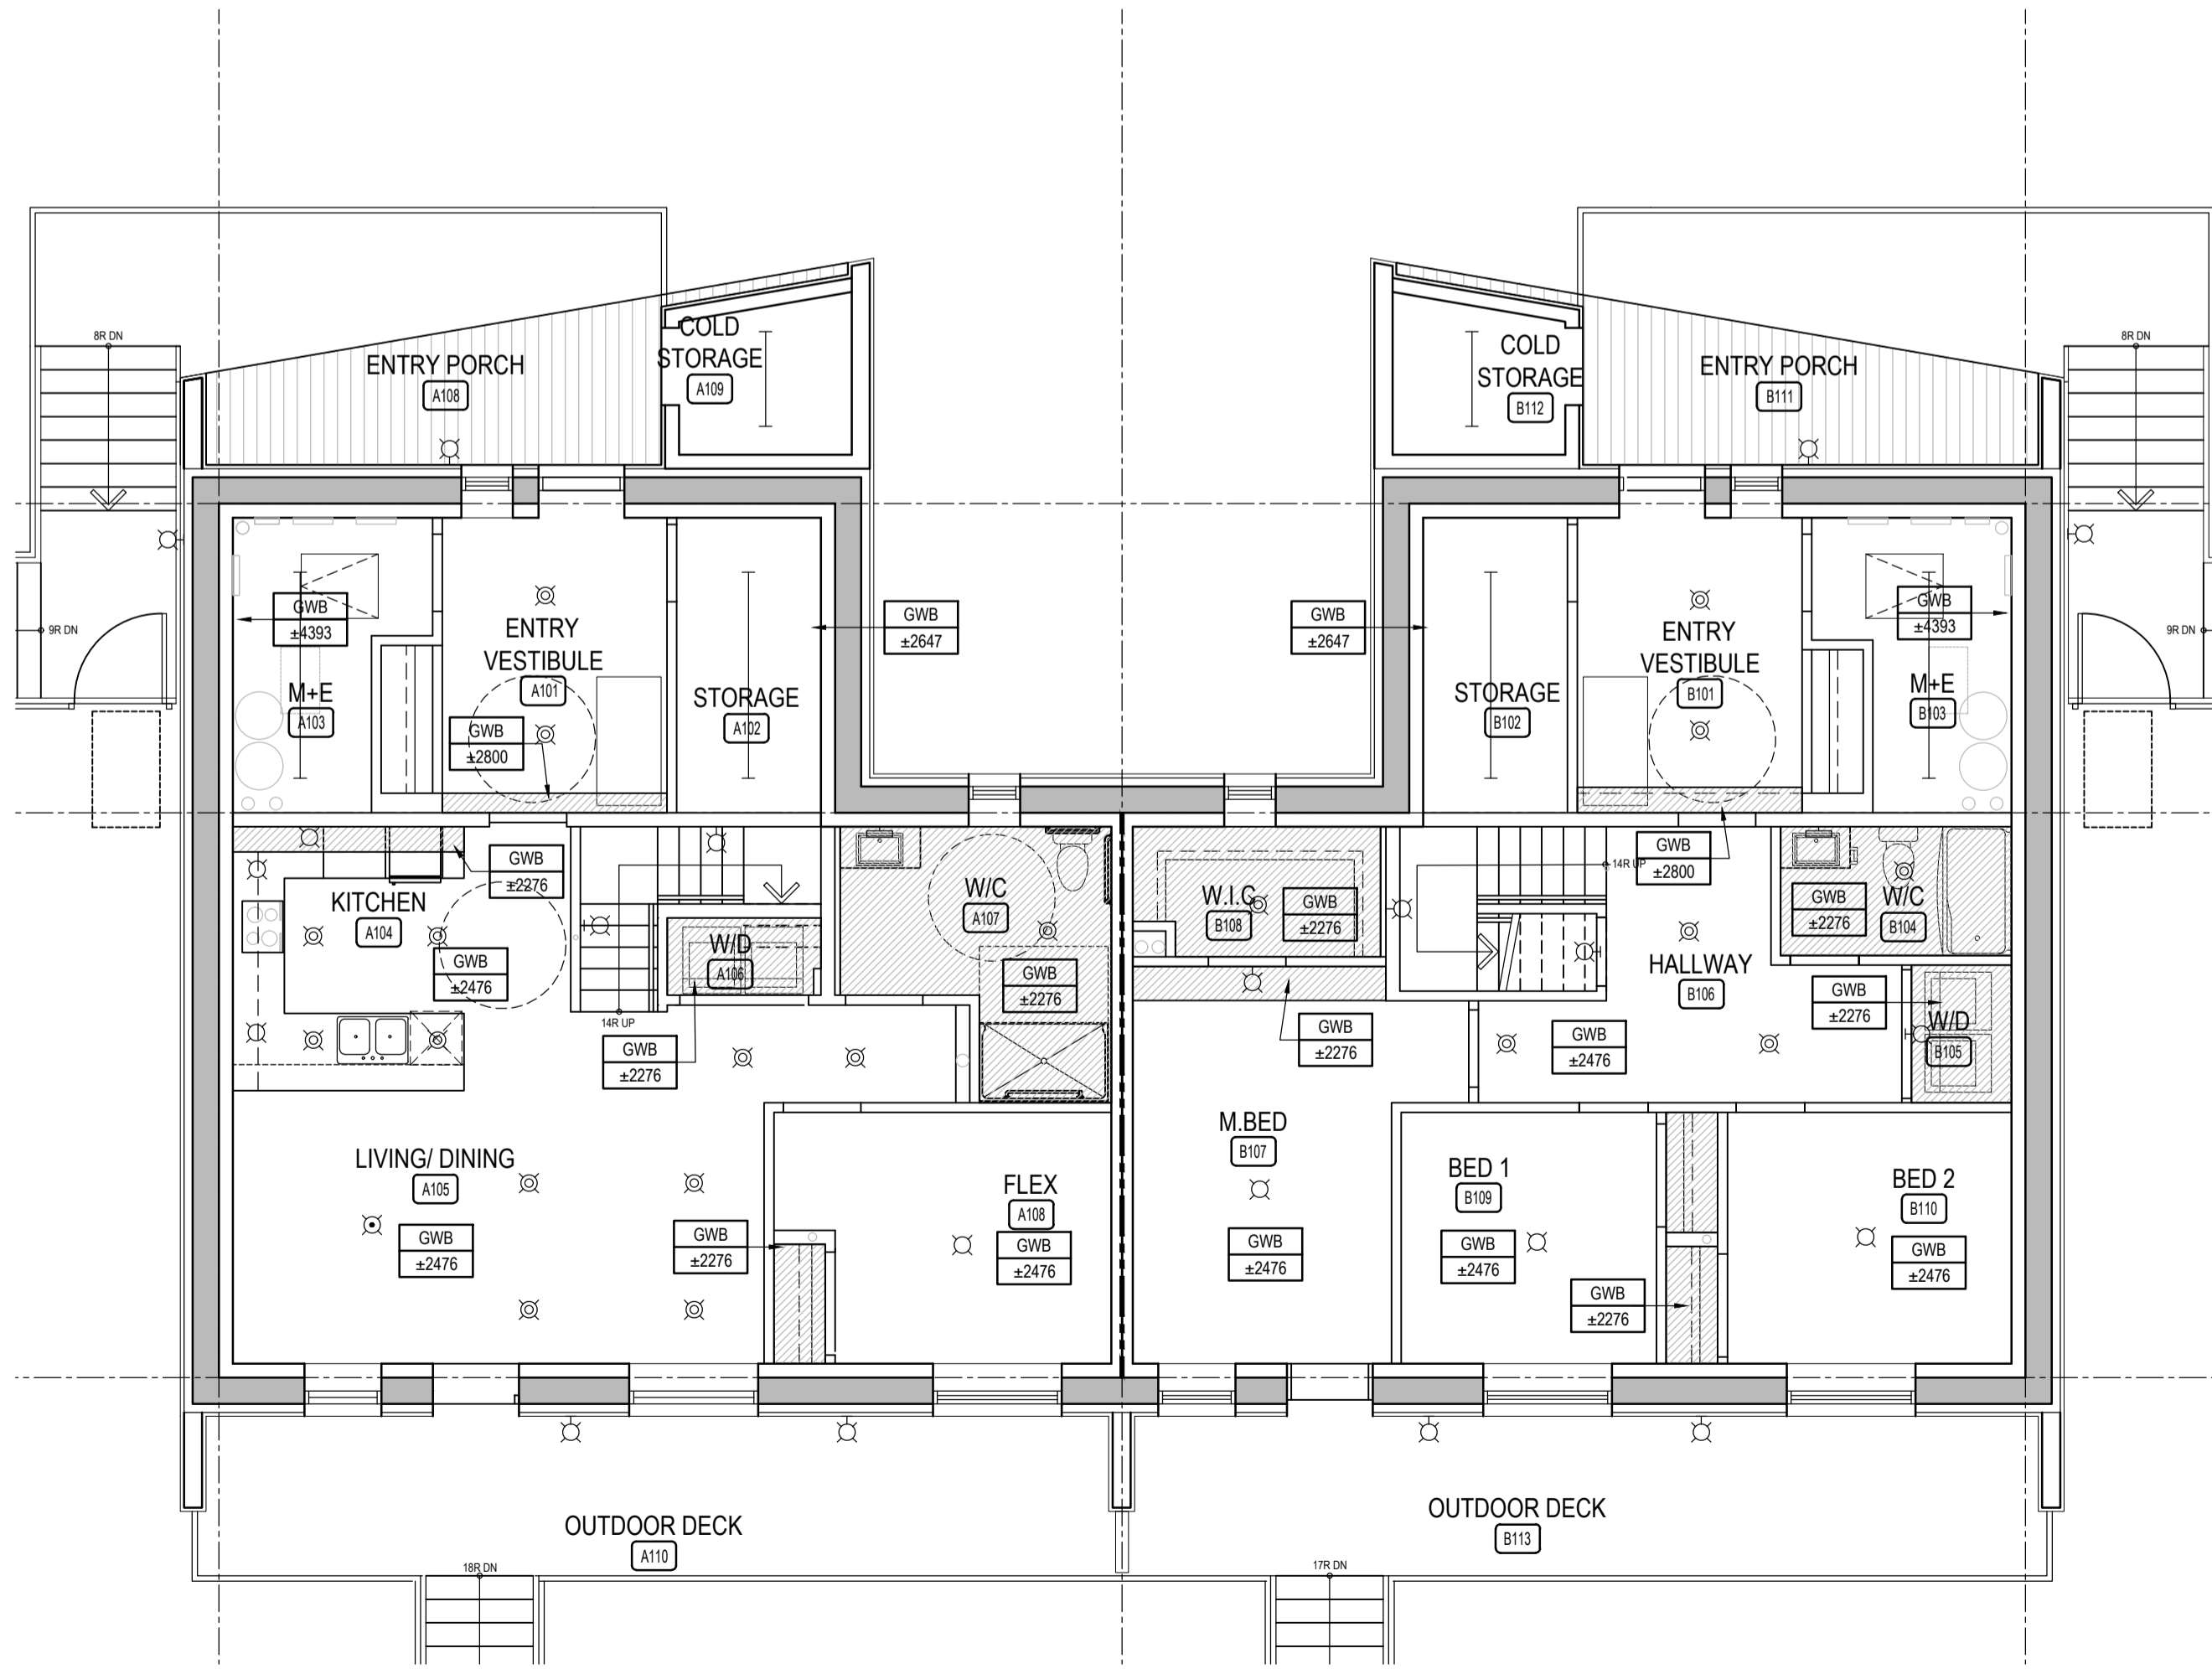 8R DN
8R DN
COLD
STORAGE
A109
COLD
STORAGE
B112
ENTRY PORCH
A108
ENTRY PORCH
B111
9R DN
GWB
±4393
M+E
A103
ENTRY
VESTIBULE
A101
GWB
±2800
STORAGE
A102
GWB
±2647
GWB
±2647
STORAGE
B102
ENTRY
VESTIBULE
B101
GWB
±4393
M+E
B103
9R DN
GWB
±2276
KITCHEN
A104
GWB
±2476
W/D
A106
14R UP
GWB
±2276
W/C
A107
GWB
±2276
W.I.C
B108
GWB
±2276
GWB
±2276
14R UP
GWB
±2800
HALLWAY
B106
GWB
±2476
GWB
±2276
W/C
B104
GWB
±2276
W/D
B105
LIVING/ DINING
A105
GWB
±2476
GWB
±2276
FLEX
A108
GWB
±2476
M.BED
B107
GWB
±2476
BED 1
B109
GWB
±2476
GWB
±2276
BED 2
B110
GWB
±2476
OUTDOOR DECK
A110
OUTDOOR DECK
B113
18R DN
17R DN